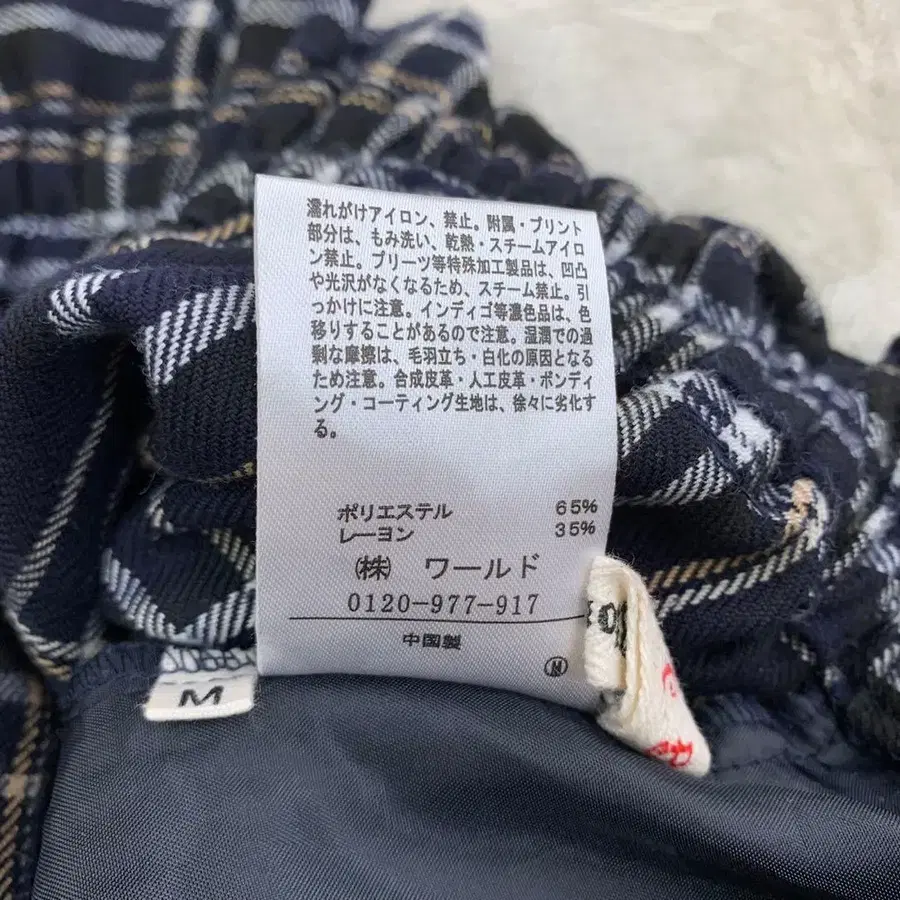 濡れがけアイロン、禁止。附属・プリント
部分は、もみ洗い、乾熱・スチームアイロ
ン禁止。プリーツ等特殊加工製品は、凹凸
や光沢がなくなるため、スチーム禁止。引
っかけに注意。インディゴ等濃色品は、色
移りすることがあるので注意。湿潤での過
剰な摩擦は、毛羽立ち・白化の原因となる
ため注意。合成皮革・人工皮革・ボンディ
ング・コーティング生地は、徐々に劣化す
る。
ポリエステル 65%
レーヨン 35%
(株) ワールド
0120-977-917
中国製
M